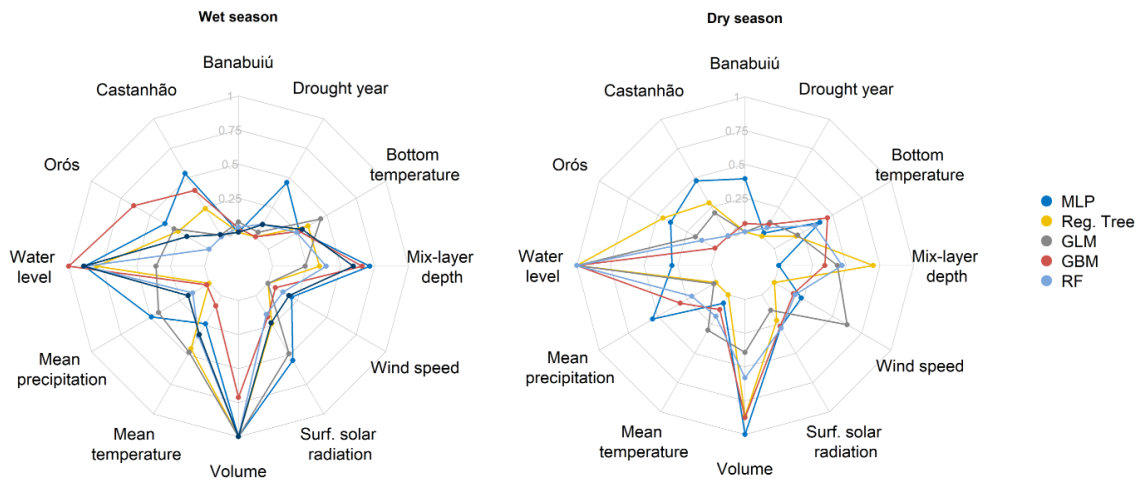 Wet season
Banabuiú
Castanhão
Drought year
Orós
Bottom
temperature
Water
level
Mix-layer
depth
Mean
precipitation
Wind speed
Mean
temperature
Surf. solar
radiation
Volume
1
0.75
0.5
0.25
Dry season
Banabuiú
Castanhão
Drought year
Orós
Bottom
temperature
Water
level
Mix-layer
depth
Mean
precipitation
Wind speed
Mean
temperature
Surf. solar
radiation
Volume
1
0.75
0.5
0.25
MLP
Reg. Tree
GLM
GBM
RF